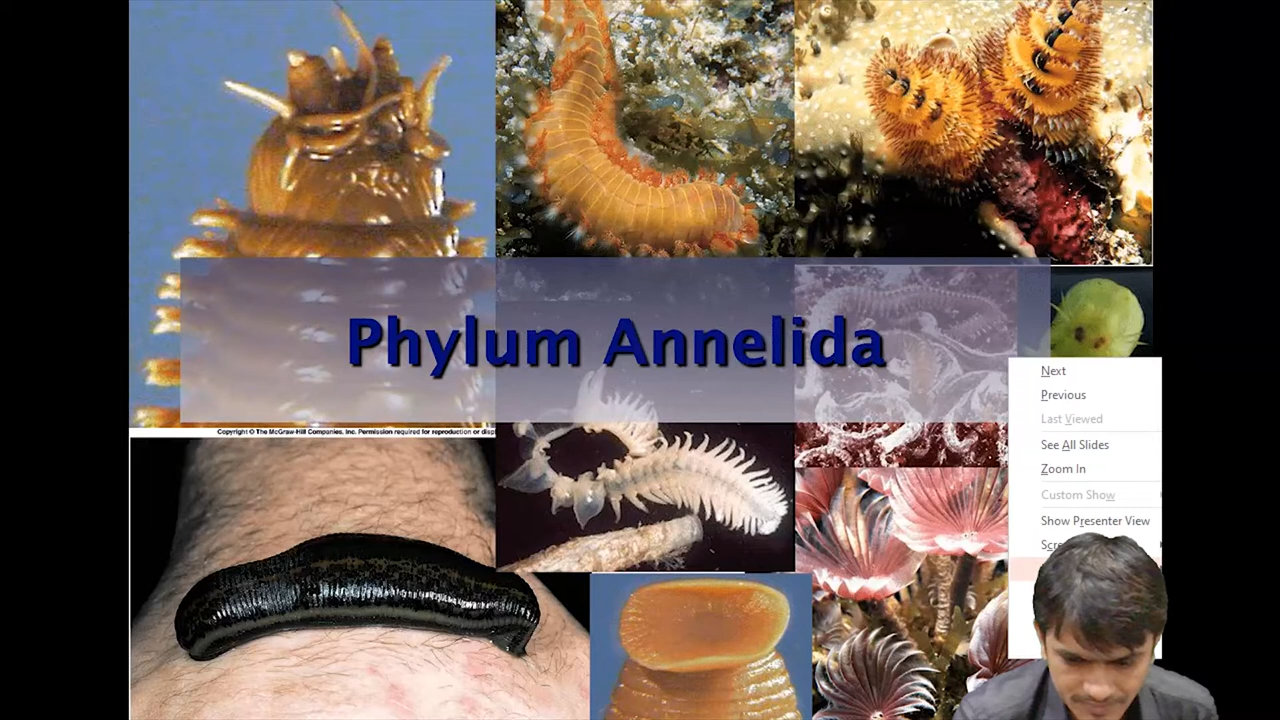 Phylum Annelida
Copyright © The McGraw-Hill Companies, Inc. Permission required for reproduction or
Next
Previous
Last Viewed
See All Slides
Zoom In
Custom Show
Show Presenter View